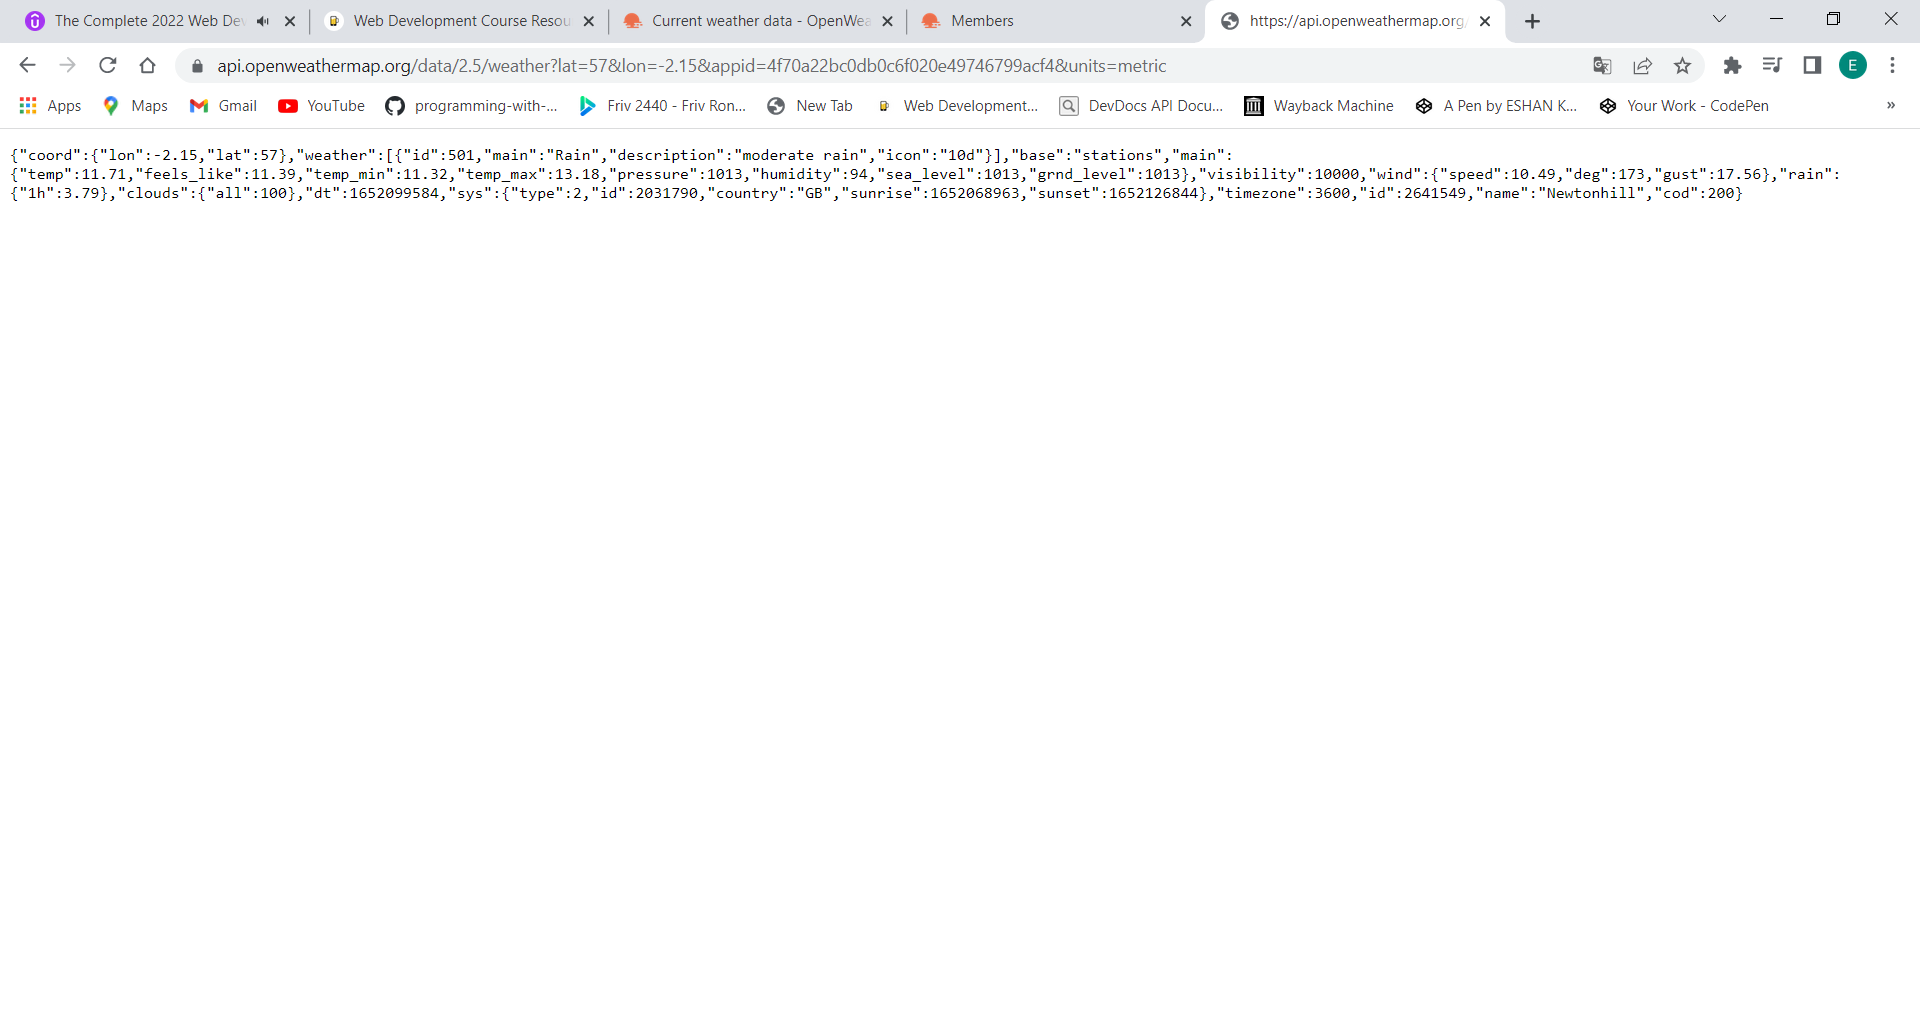 The Complete 2022 Web Dev
Web Development Course Resou
Current weather data - OpenWea
Members
https://api.openweathermap.org/
api.openweathermap.org/data/2.5/weather?lat=57&lon=-2.15&appid=4f70a22bc0db0c6f020e49746799acf4&units=metric
E
Apps
Maps
Gmail
YouTube
programming-with-...
Friv 2440 - Friv Ron...
New Tab
Web Development...
DevDocs API Docu...
Wayback Machine
A Pen by ESHAN K...
Your Work - CodePen
»
{"coord":{"lon":-2.15,"lat":57},"weather":[{"id":501,"main":"Rain","description":"moderate rain","icon":"10d"}],"base":"stations","main":
{"temp":11.71,"feels_like":11.39,"temp_min":11.32,"temp_max":13.18,"pressure":1013,"humidity":94,"sea_level":1013,"grnd_level":1013},"visibility":10000,"wind":{"speed":10.49,"deg":173,"gust":17.56},"rain":
{"1h":3.79},"clouds":{"all":100},"dt":1652099584,"sys":{"type":2,"id":2031790,"country":"GB","sunrise":1652068963,"sunset":1652126844},"timezone":3600,"id":2641549,"name":"Newtonhill","cod":200}